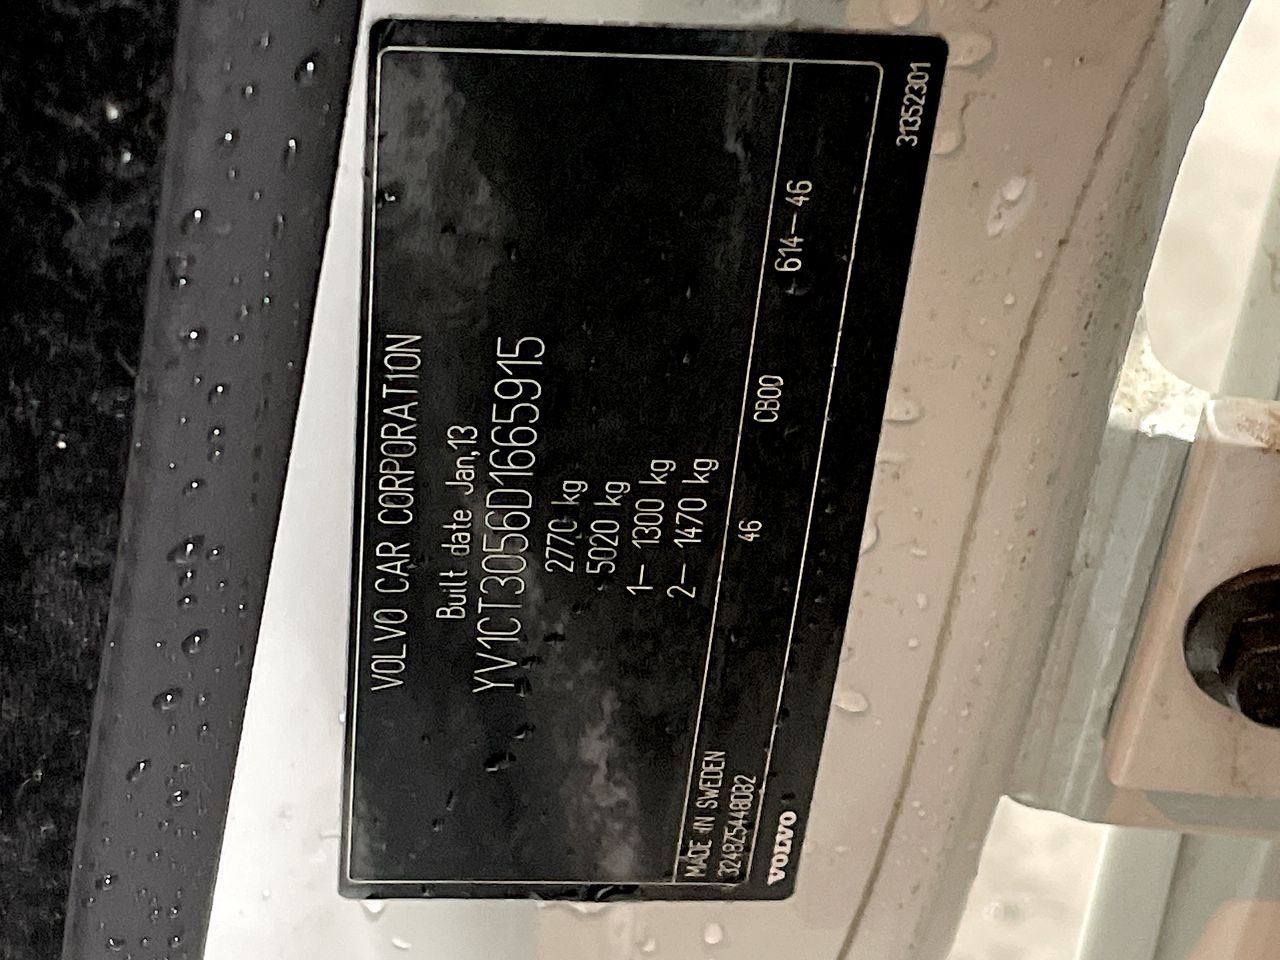 VOLVO CAR CORPORATION
Built date Jan,13
YV1CT3056D1665915
2770 kg
5020 kg
1– 1300 kg
2– 1470 kg
MADE IN SWEDEN 46 CB00 614–46
3248Z5448DB2
VOLVO 31352301